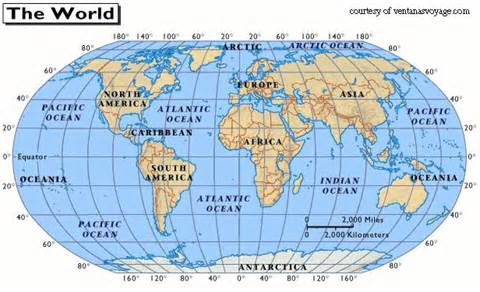 The World
courtesy of ventanasvoyage.com
ARCTIC
ARCTIC OCEAN
80°
80°
60°
60°
NORTH
AMERICA
EUROPE
ASIA
40°
40°
PACIFIC
OCEAN
ATLANTIC
OCEAN
PACIFIC
OCEAN
20°
20°
CARIBBEAN
AFRICA
Equator
0°
0°
OCEANIA
SOUTH
AMERICA
INDIAN
OCEAN
OCEANIA
20°
20°
ATLANTIC
OCEAN
0 2,000 Miles
0 2,000 Kilometers
40°
40°
PACIFIC
OCEAN
60°
60°
ANTARCTICA
80°
160° 140° 120° 100° 80° 60° 40° 20° 0° 20° 40° 60° 80° 100° 120° 140° 160°
80°